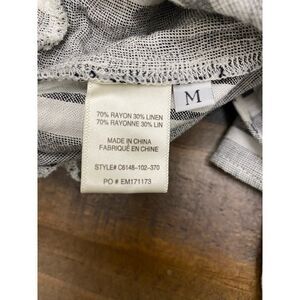 70% RAYON 30% LINEN
70% RAYONNE 30% LIN
MADE IN CHINA
FABRIQUÉ EN CHINE
STYLE# C6148-102-370
PO # EM171173
M